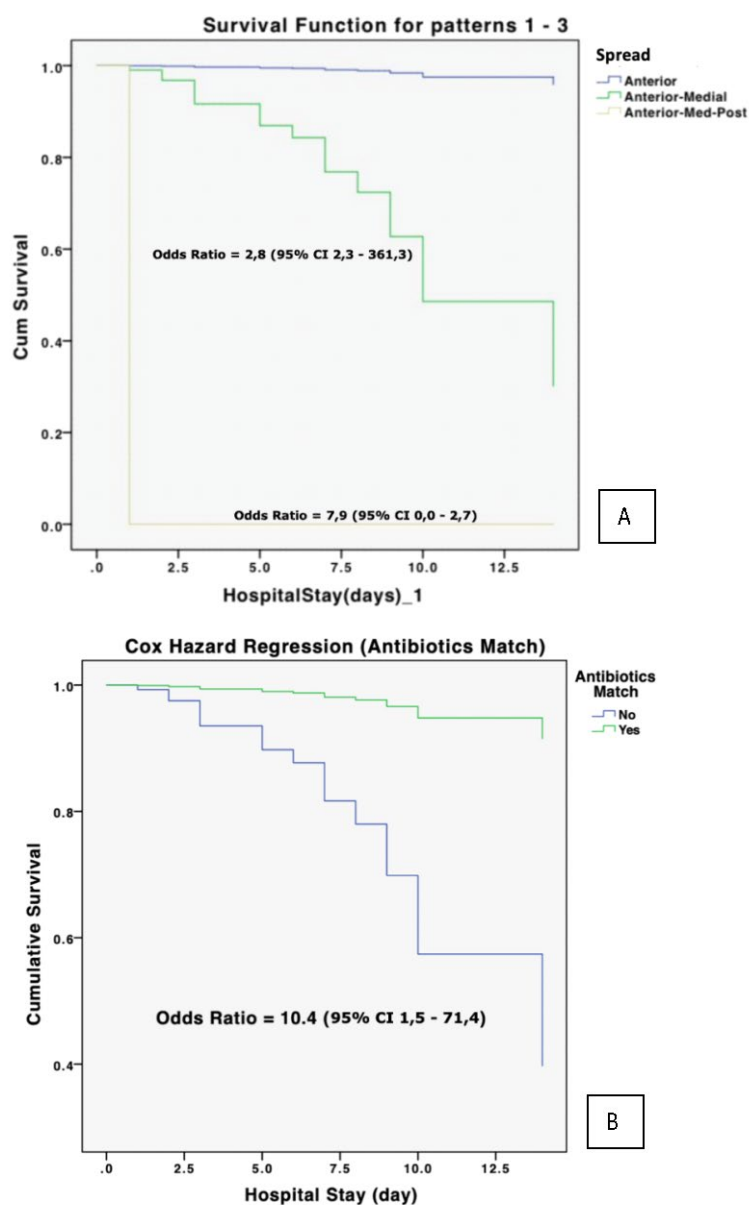 Survival Function for patterns 1 - 3
Spread
Anterior
Anterior-Medial
Anterior-Med-Post
1.0
0.8
0.6
0.4
0.2
0.0
Cum Survival
Odds Ratio = 2,8 (95% CI 2,3 - 361,3)
Odds Ratio = 7,9 (95% CI 0,0 - 2,7)
.0 2.5 5.0 7.5 10.0 12.5
HospitalStay(days)_1
A
Cox Hazard Regression (Antibiotics Match)
Antibiotics
Match
No
Yes
1.0
0.8
0.6
0.4
Cumulative Survival
Odds Ratio = 10.4 (95% CI 1,5 - 71,4)
.0 2.5 5.0 7.5 10.0 12.5
Hospital Stay (day)
B